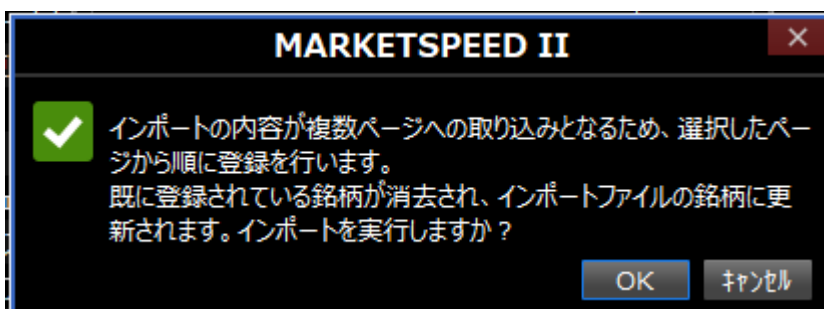 MARKETSPEED II
インポートの内容が複数ページへの取り込みとなるため、選択したペー
ジから順に登録を行います。
既に登録されている銘柄が消去され、インポートファイルの銘柄に更
新されます。インポートを実行しますか？
OK
ｷｬﾝｾﾙ